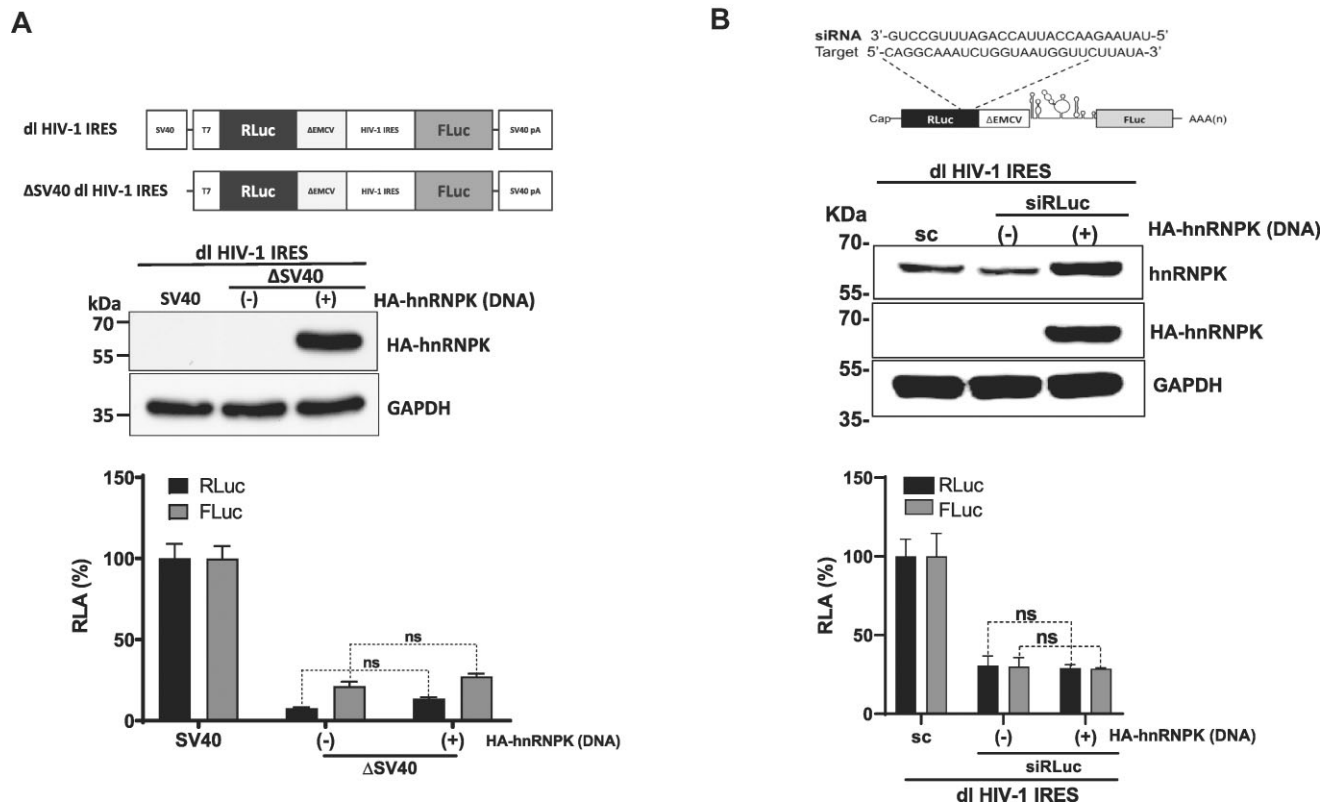 A
dl HIV-1 IRES
SV40 T7 RLuc ΔEMCV HIV-1 IRES FLuc SV40 pA
ΔSV40 dl HIV-1 IRES
T7 RLuc ΔEMCV HIV-1 IRES FLuc SV40 pA
dl HIV-1 IRES
ΔSV40
kDa SV40 (-) (+) HA-hnRNPK (DNA)
70
55
HA-hnRNPK
35
GAPDH
150
100
50
0
RLA (%)
RLuc
FLuc
ns
ns
SV40 (-) (+) HA-hnRNPK (DNA)
ΔSV40
B
siRNA 3'-GUCCGUUUAGACCAUUACCAAGAAUAU-5'
Target 5'-CAGGCAAAUCUGGUAAUGGUUCUUAUA-3'
Cap RLuc ΔEMCV FLuc AAA(n)
dl HIV-1 IRES
siRLuc
KDa sc (-) (+) HA-hnRNPK (DNA)
70-
55-
hnRNPK
70-
HA-hnRNPK
55-
35-
GAPDH
150
100
50
0
RLA (%)
RLuc
FLuc
ns
ns
sc (-) (+) HA-hnRNPK (DNA)
siRLuc
dl HIV-1 IRES